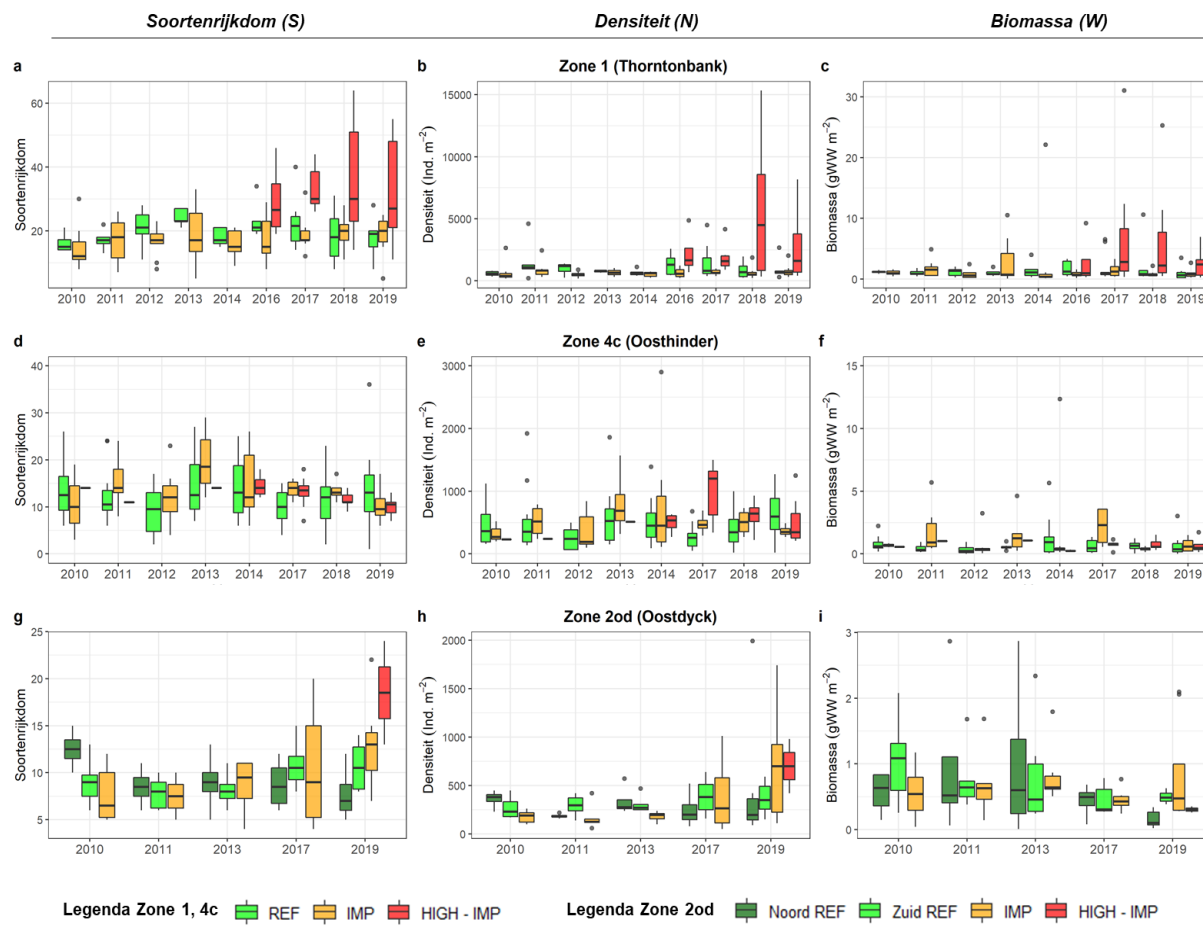 Soortenrijkdom (S) Densiteit (N) Biomassa (W)
a b Zone 1 (Thorntonbank) c
Soortenrijkdom
60
40
20
2010 2011 2012 2013 2014 2016 2017 2018 2019
Densiteit (Ind. m⁻²)
15000
10000
5000
0
2010 2011 2012 2013 2014 2016 2017 2018 2019
Biomassa (gWW m⁻²)
30
20
10
0
2010 2011 2012 2013 2014 2016 2017 2018 2019
d e Zone 4c (Oosthinder) f
Soortenrijkdom
40
30
20
10
0
2010 2011 2012 2013 2014 2017 2018 2019
Densiteit (Ind. m⁻²)
3000
2000
1000
0
2010 2011 2012 2013 2014 2017 2018 2019
Biomassa (gWW m⁻²)
15
10
5
0
2010 2011 2012 2013 2014 2017 2018 2019
g h Zone 2od (Oostdyck) i
Soortenrijkdom
25
20
15
10
5
2010 2011 2013 2017 2019
Densiteit (Ind. m⁻²)
2000
1500
1000
500
0
2010 2011 2013 2017 2019
Biomassa (gWW m⁻²)
3
2
1
0
2010 2011 2013 2017 2019
Legenda Zone 1, 4c REF IMP HIGH - IMP Legenda Zone 2od Noord REF Zuid REF IMP HIGH - IMP